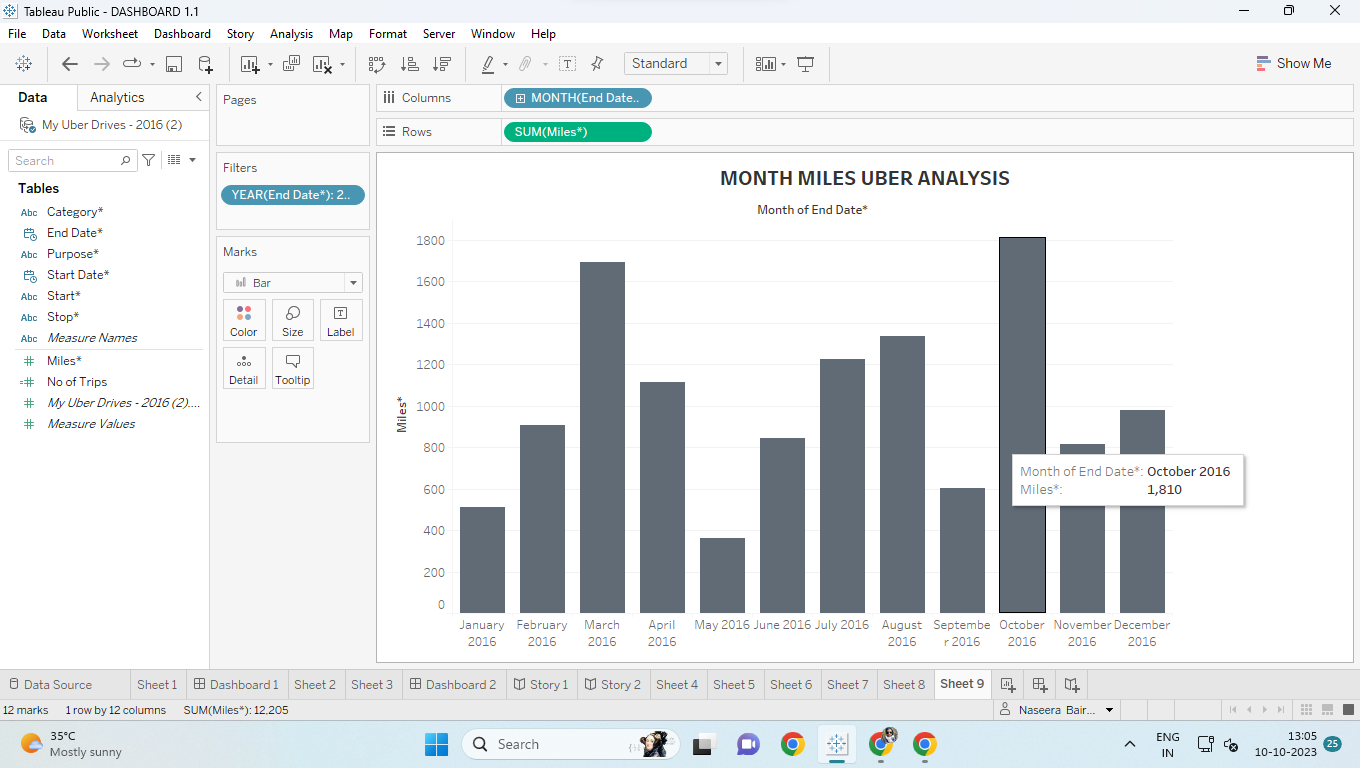 Tableau Public - DASHBOARD 1.1
File Data Worksheet Dashboard Story Analysis Map Format Server Window Help
Standard
Show Me
Data Analytics
My Uber Drives - 2016 (2)
Search
Tables
Abc Category*
End Date*
Abc Purpose*
Start Date*
Abc Start*
Abc Stop*
Abc Measure Names
Miles*
No of Trips
My Uber Drives - 2016 (2)....
Measure Values
Pages
Filters
YEAR(End Date*): 2..
Marks
Bar
Color Size Label
Detail Tooltip
Columns MONTH(End Date..
Rows SUM(Miles*)
MONTH MILES UBER ANALYSIS
Month of End Date*
Miles*
1800
1600
1400
1200
1000
800
600
400
200
0
Month of End Date*: October 2016
Miles*: 1,810
January February March April May 2016 June 2016 July 2016 August Septembe October November December
2016 2016 2016 2016 2016 r 2016 2016 2016 2016
Data Source Sheet 1 Dashboard 1 Sheet 2 Sheet 3 Dashboard 2 Story 1 Story 2 Sheet 4 Sheet 5 Sheet 6 Sheet 7 Sheet 8 Sheet 9
12 marks 1 row by 12 columns SUM(Miles*): 12,205 Naseera Bair...
35°C
Mostly sunny
Search
ENG
IN
13:05
10-10-2023
25